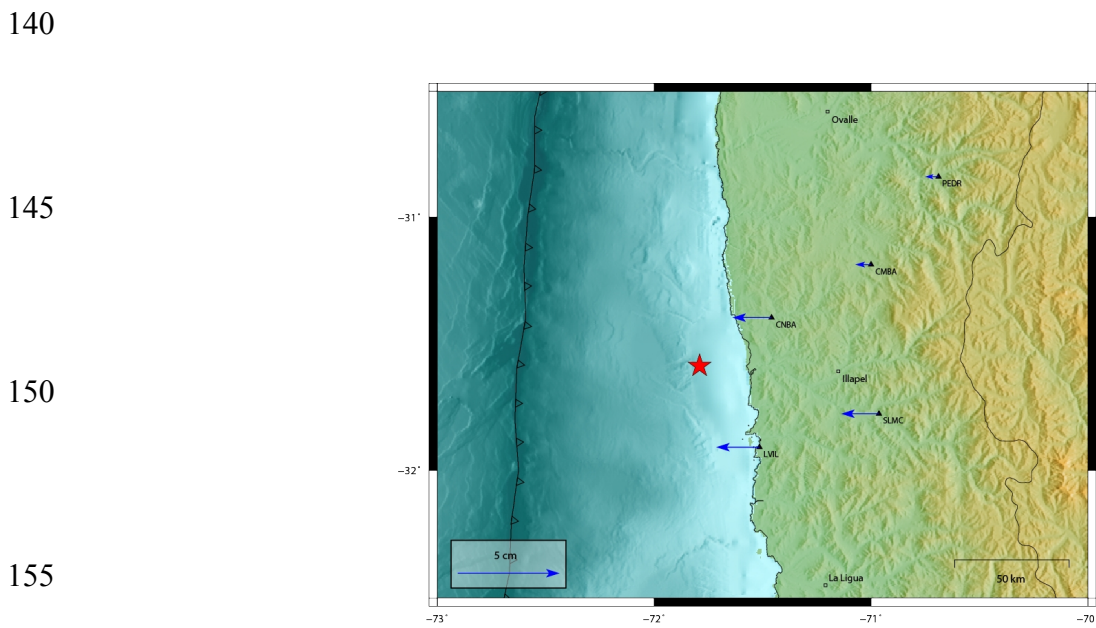 140
Ovalle
PEDR
145
−31°
CMBA
CNBA
150
Illapel
SLMC
LVIL
−32°
5 cm
155
La Ligua
50 km
−73°
−72°
−71°
−70°